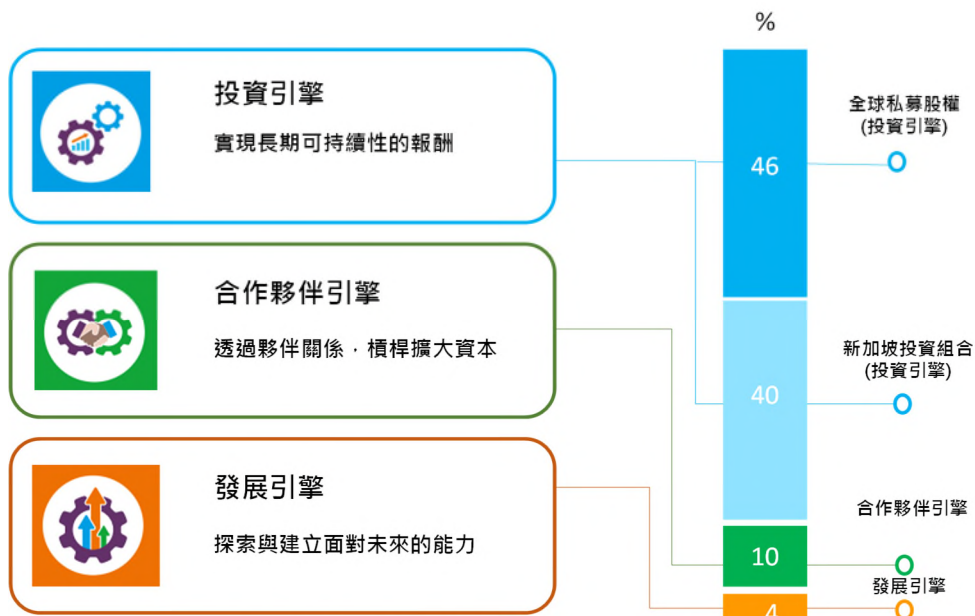 %
投資引擎
實現長期可持續性的報酬
合作夥伴引擎
透過夥伴關係，槓桿擴大資本
發展引擎
探索與建立面對未來的能力
46
40
10
4
全球私募股權
(投資引擎)
新加坡投資組合
(投資引擎)
合作夥伴引擎
發展引擎